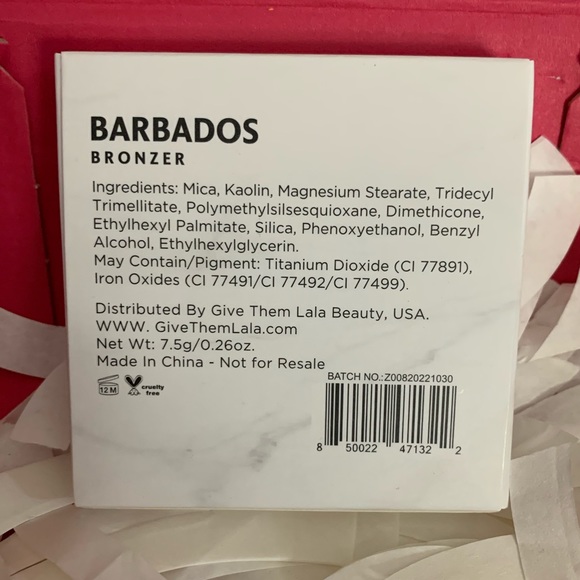 BARBADOS
BRONZER
Ingredients: Mica, Kaolin, Magnesium Stearate, Tridecyl
Trimellitate, Polymethylsilsesquioxane, Dimethicone,
Ethylhexyl Palmitate, Silica, Phenoxyethanol, Benzyl
Alcohol, Ethylhexylglycerin.
May Contain/Pigment: Titanium Dioxide (CI 77891),
Iron Oxides (CI 77491/CI 77492/CI 77499).
Distributed By Give Them Lala Beauty, USA.
WWW. GiveThemLala.com
Net Wt: 7.5g/0.26oz.
Made In China - Not for Resale
12 M
cruelty
free
BATCH NO.:Z00820221030
8 50022 47132 2